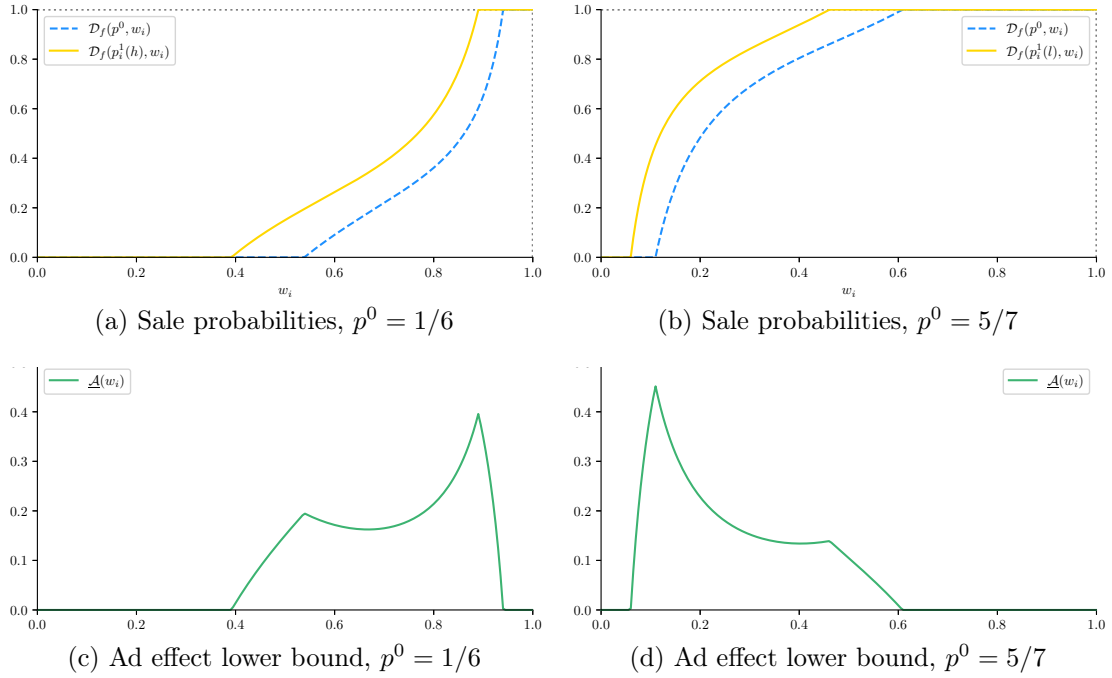 1.0
0.8
0.6
0.4
0.2
0.0
0.0 0.2 0.4 0.6 0.8 1.0
w_i
𝒟_f(p^0, w_i)
𝒟_f(p_i^1(h), w_i)
(a) Sale probabilities, p^0 = 1/6
1.0
0.8
0.6
0.4
0.2
0.0
0.0 0.2 0.4 0.6 0.8 1.0
w_i
𝒟_f(p^0, w_i)
𝒟_f(p_i^1(l), w_i)
(b) Sale probabilities, p^0 = 5/7
0.4
0.3
0.2
0.1
0.0
0.0 0.2 0.4 0.6 0.8 1.0
𝒜̲(w_i)
(c) Ad effect lower bound, p^0 = 1/6
0.4
0.3
0.2
0.1
0.0
0.0 0.2 0.4 0.6 0.8 1.0
𝒜̲(w_i)
(d) Ad effect lower bound, p^0 = 5/7